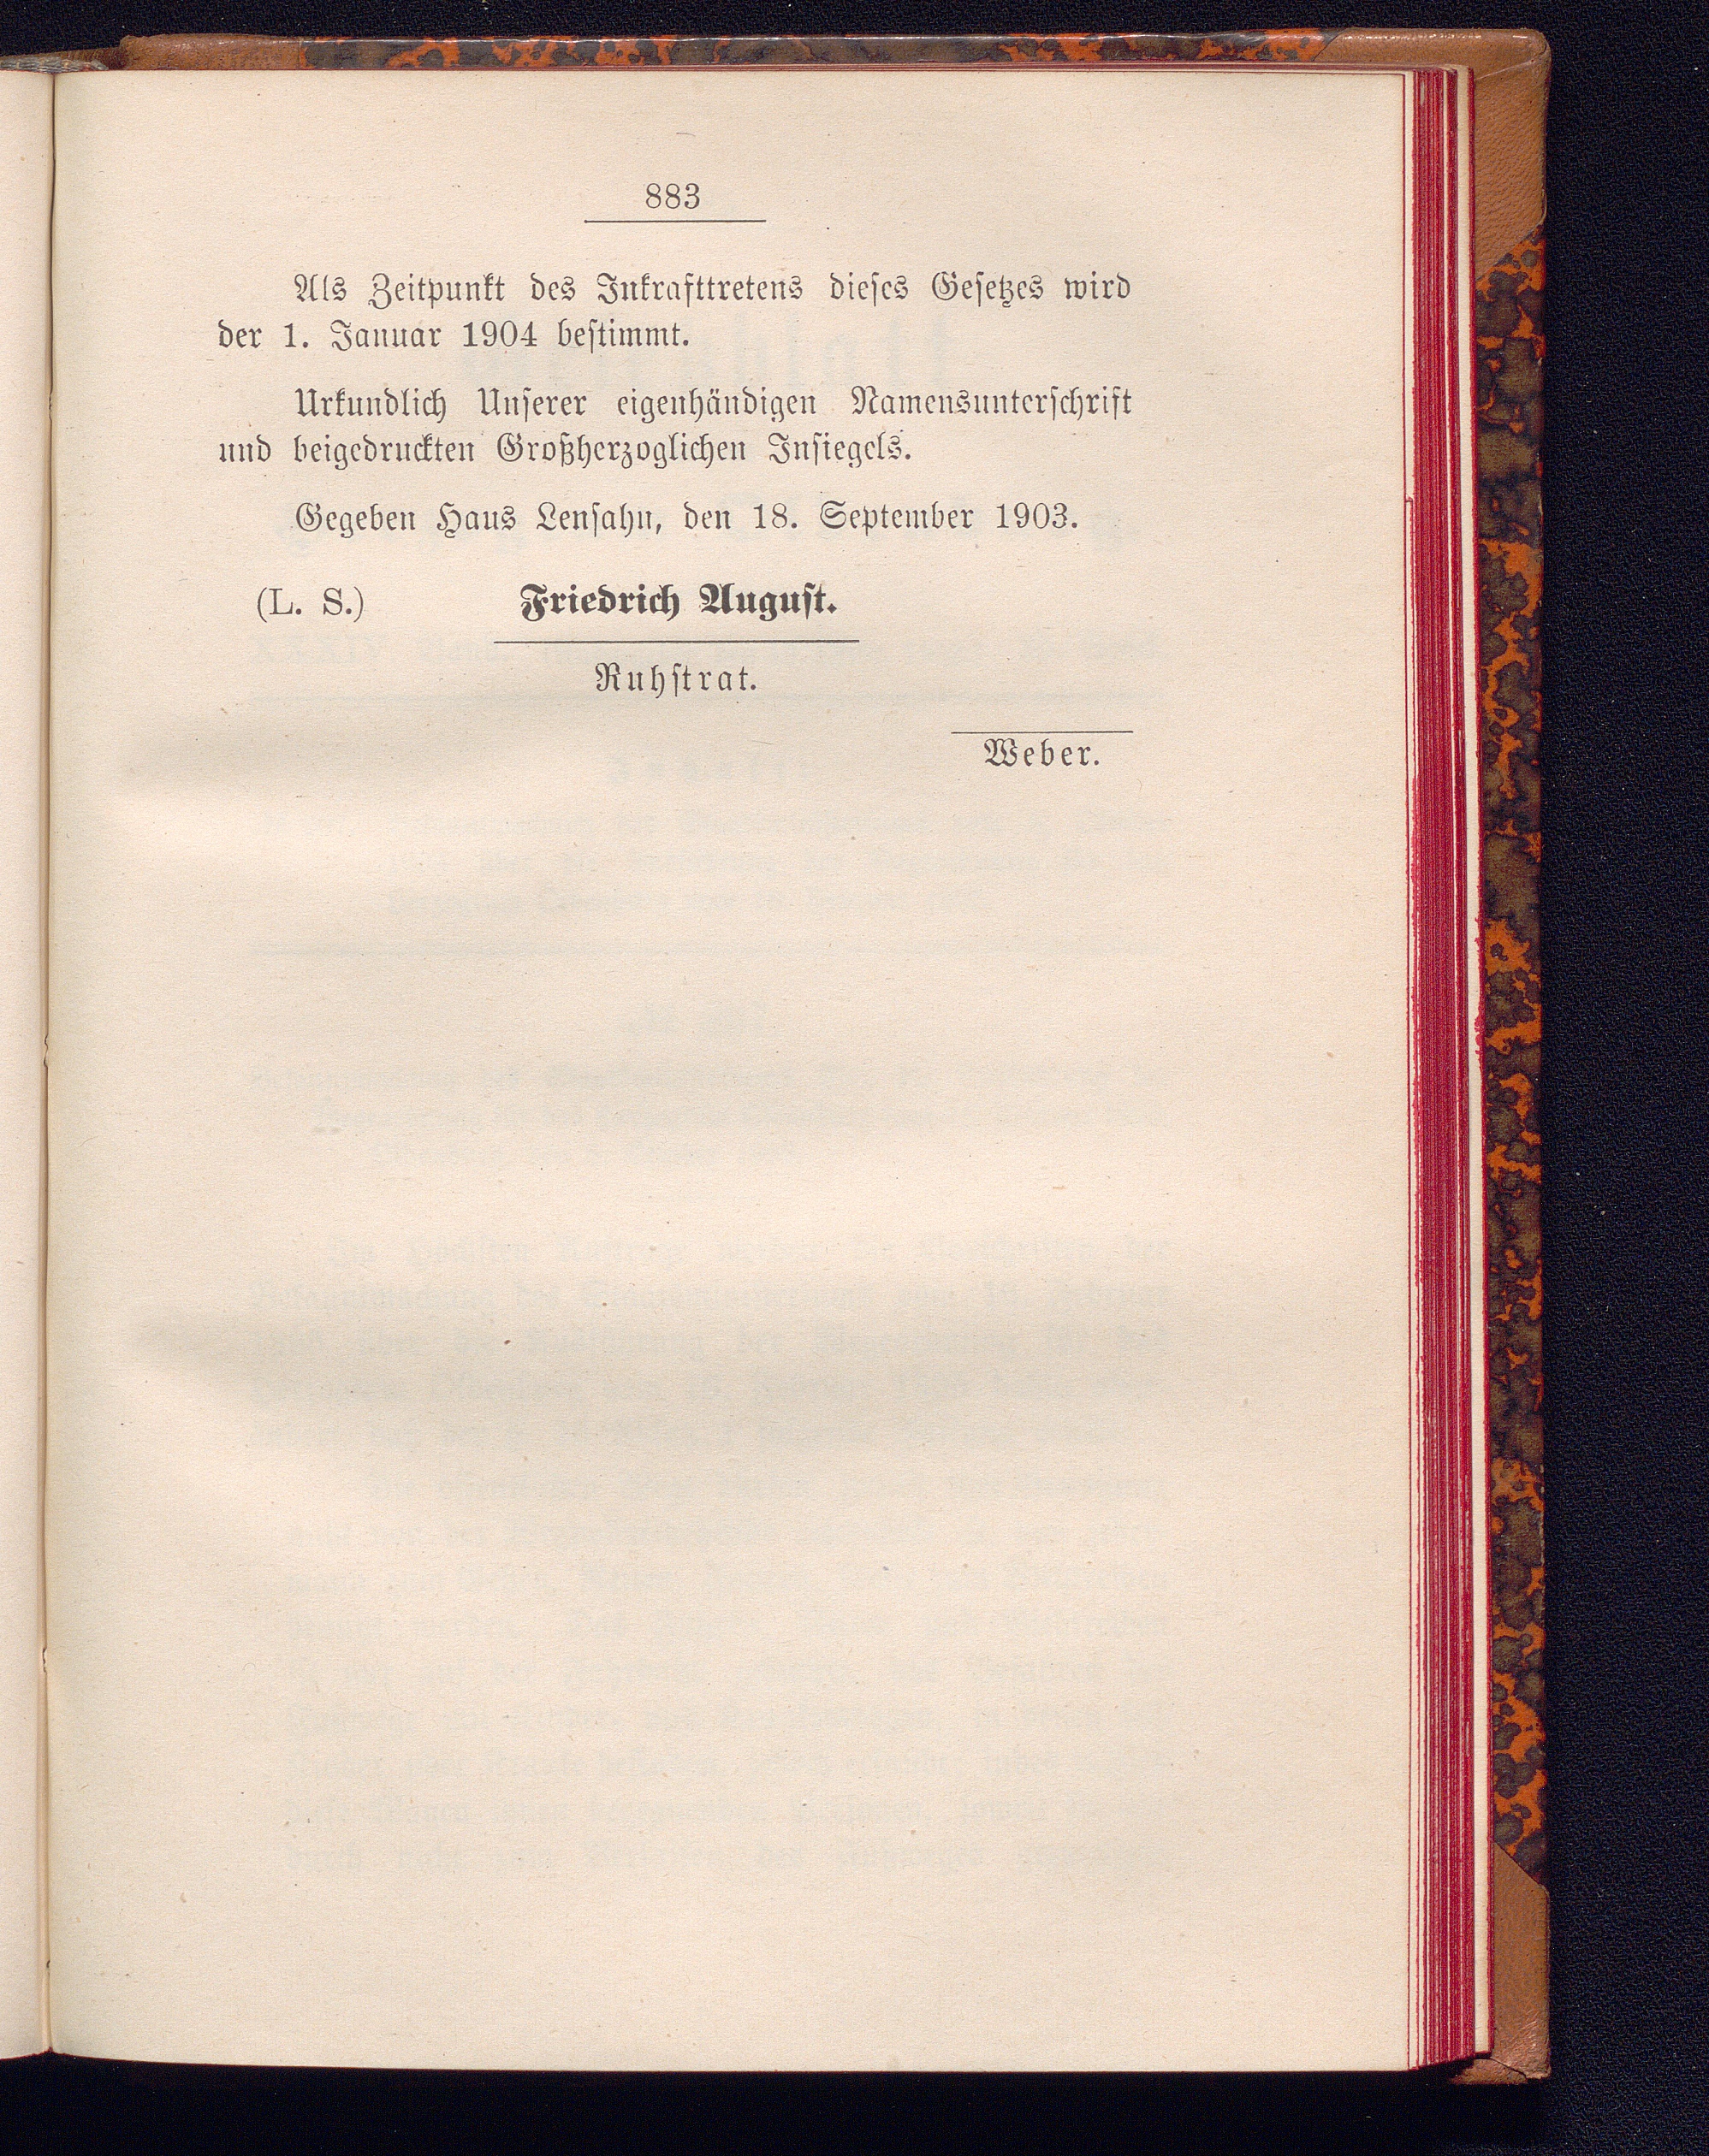 883
Als Zeitpunkt des Inkrafttretens dieses Gesetzes wird
der 1. Januar 1904 bestimmt.
Urkundlich Unserer eigenhändigen Namensunterschrift
und beigedruckten Großherzoglichen Insiegels.
Gegeben Haus Lensahn, den 18. September 1903.
(L. S.) Friedrich August.
Ruhstrat.
Weber.